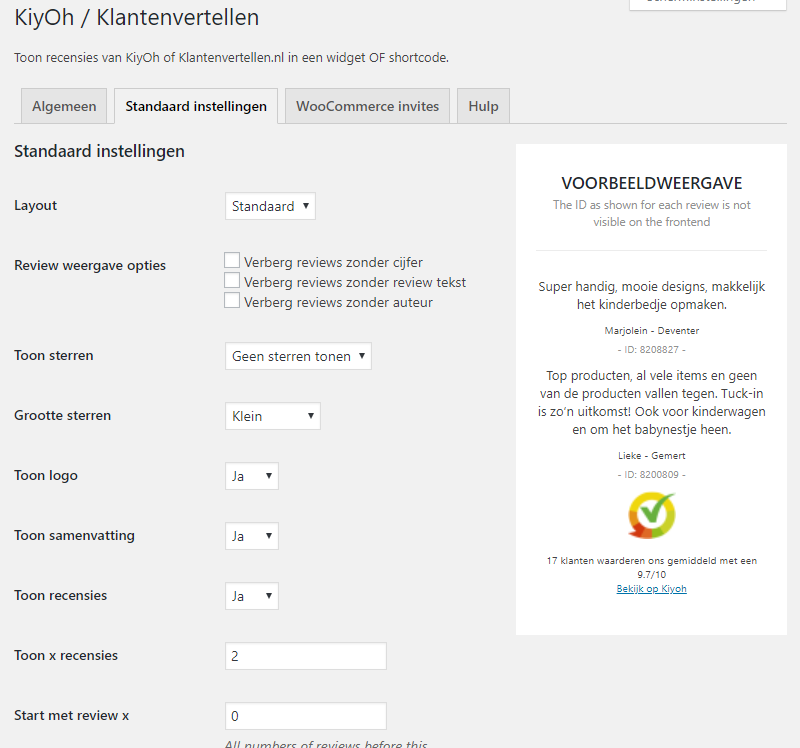 KiyOh / Klantenvertellen
Toon recensies van KiyOh of Klantenvertellen.nl in een widget OF shortcode.
Algemeen
Standaard instellingen
WooCommerce invites
Hulp
Standaard instellingen
Layout
Standaard
Review weergave opties
Verberg reviews zonder cijfer
Verberg reviews zonder review tekst
Verberg reviews zonder auteur
Toon sterren
Geen sterren tonen
Grootte sterren
Klein
Toon logo
Ja
Toon samenvatting
Ja
Toon recensies
Ja
Toon x recensies
2
Start met review x
0
All numbers of reviews before this
VOORBEELDWEERGAVE
The ID as shown for each review is not
visible on the frontend
Super handig, mooie designs, makkelijk
het kinderbedje opmaken.
Marjolein - Deventer
- ID: 8208827 -
Top producten, al vele items en geen
van de producten vallen tegen. Tuck-in
is zo’n uitkomst! Ook voor kinderwagen
en om het babynestje heen.
Lieke - Gemert
- ID: 8200809 -
17 klanten waarderen ons gemiddeld met een
9.7/10
Bekijk op Kiyoh